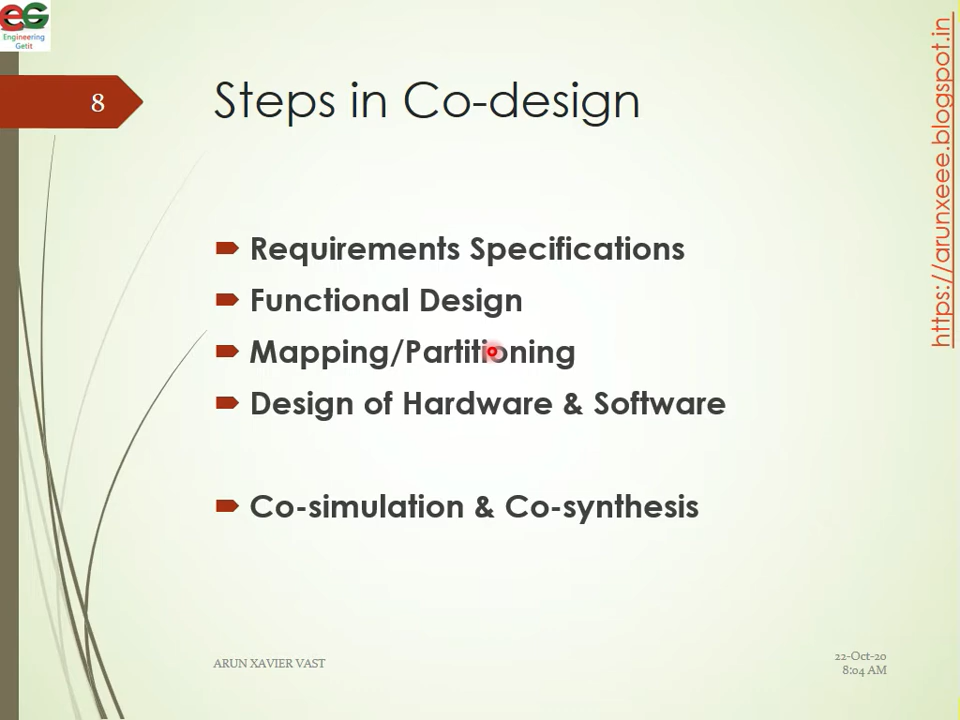 EG
Engineering
Getit
8
Steps in Co-design
https://arunxeee.blogspot.in
Requirements Specifications
Functional Design
Mapping/Partitioning
Design of Hardware & Software
Co-simulation & Co-synthesis
ARUN XAVIER VAST
22-Oct-20
8:04 AM